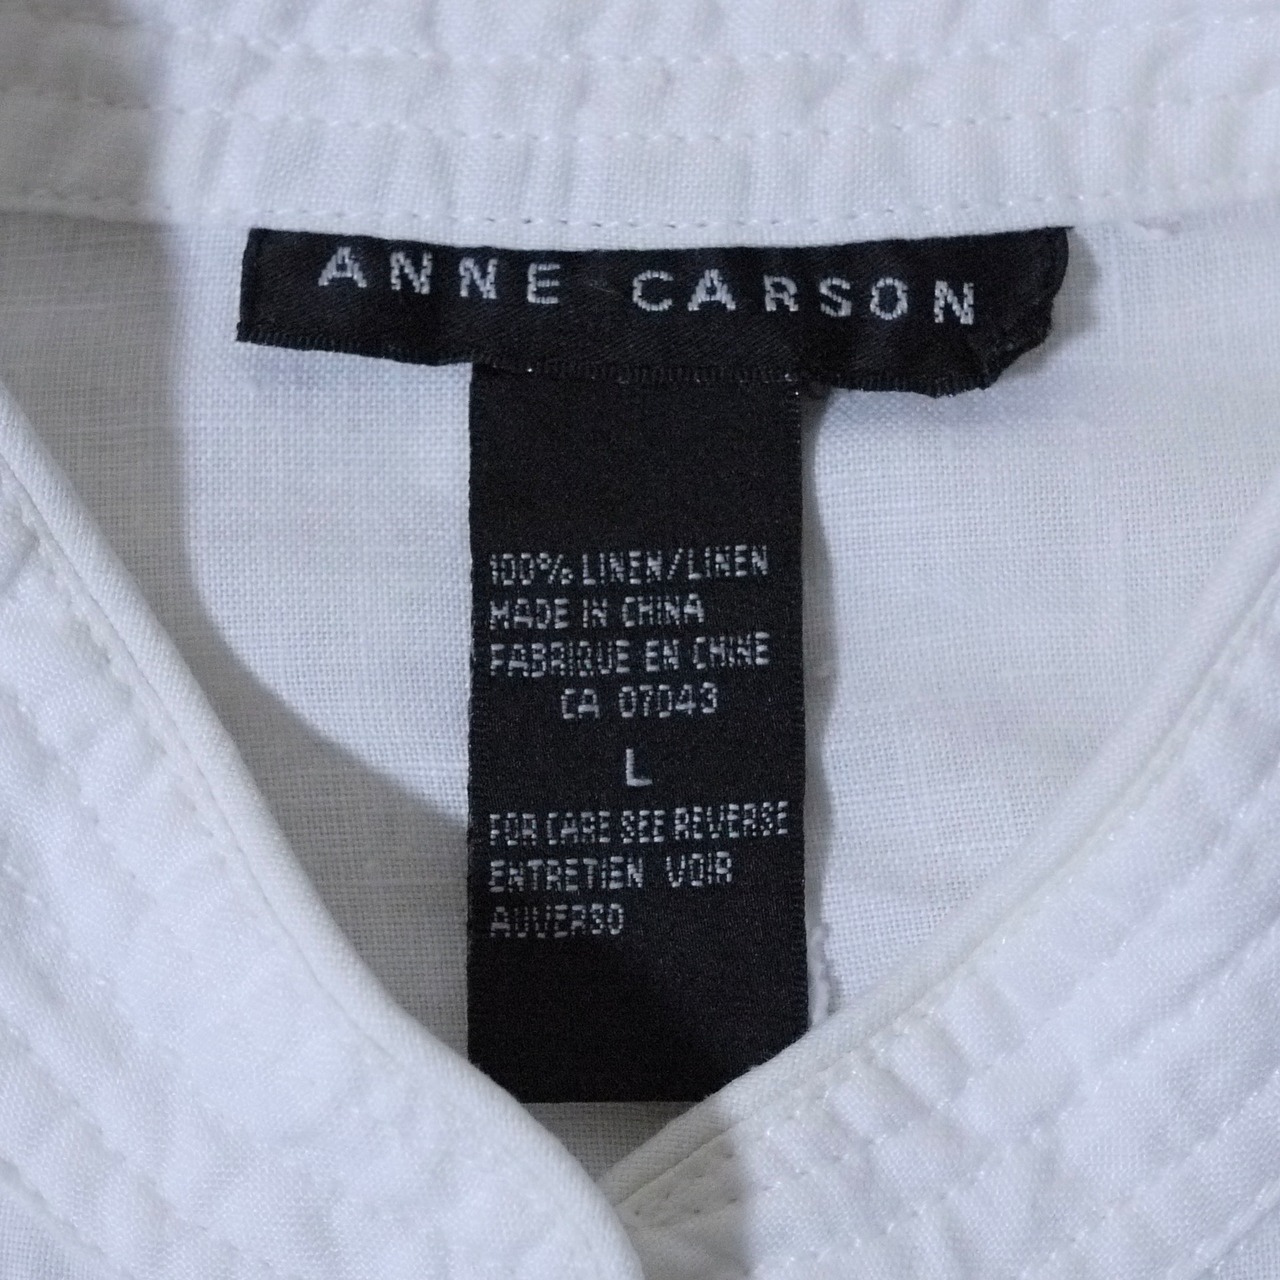 ANNE CARSON
100% LINEN/LINEN
MADE IN CHINA
FABRIQUE EN CHINE
CA 07043
L
FOR CARE SEE REVERSE
ENTRETIEN VOIR
AUVERSO